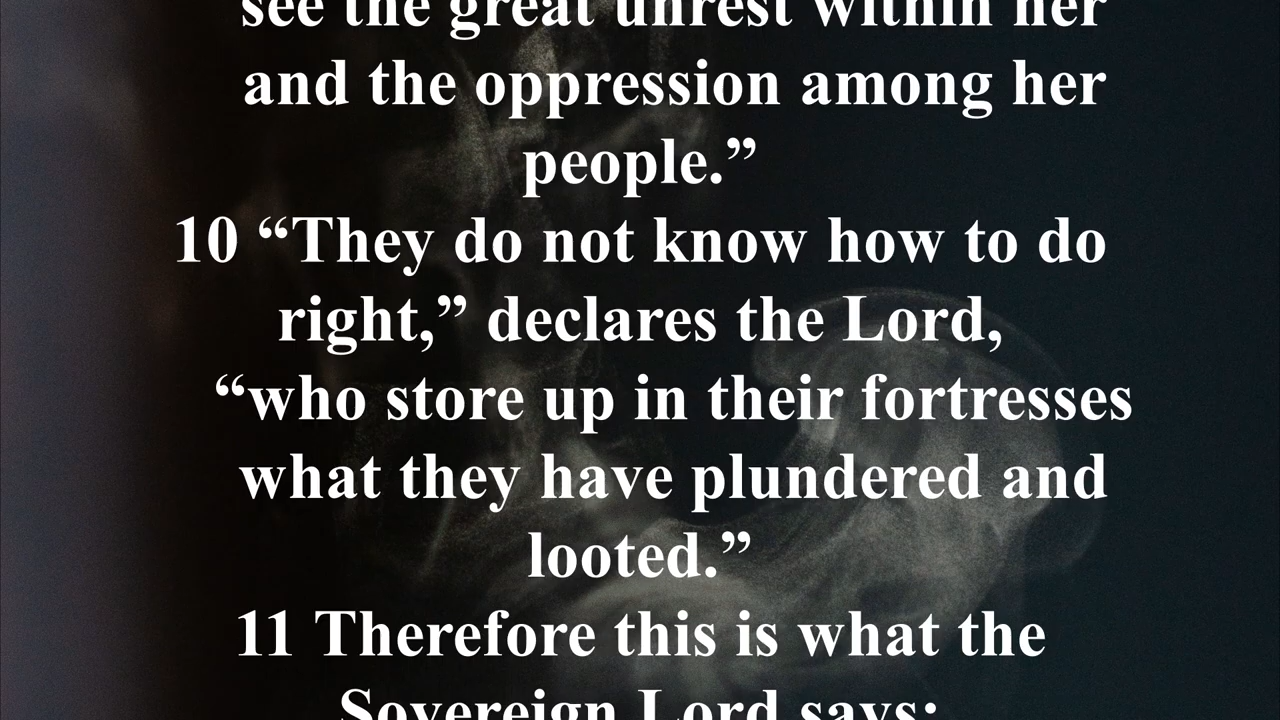 see the great unrest within her
and the oppression among her
people.”
10 “They do not know how to do
right,” declares the Lord,
“who store up in their fortresses
what they have plundered and
looted.”
11 Therefore this is what the
Sovereign Lord says: